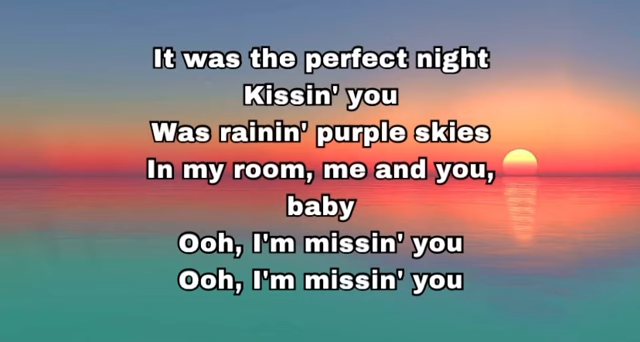 It was the perfect night
Kissin' you
Was rainin' purple skies
In my room, me and you,
baby
Ooh, I'm missin' you
Ooh, I'm missin' you